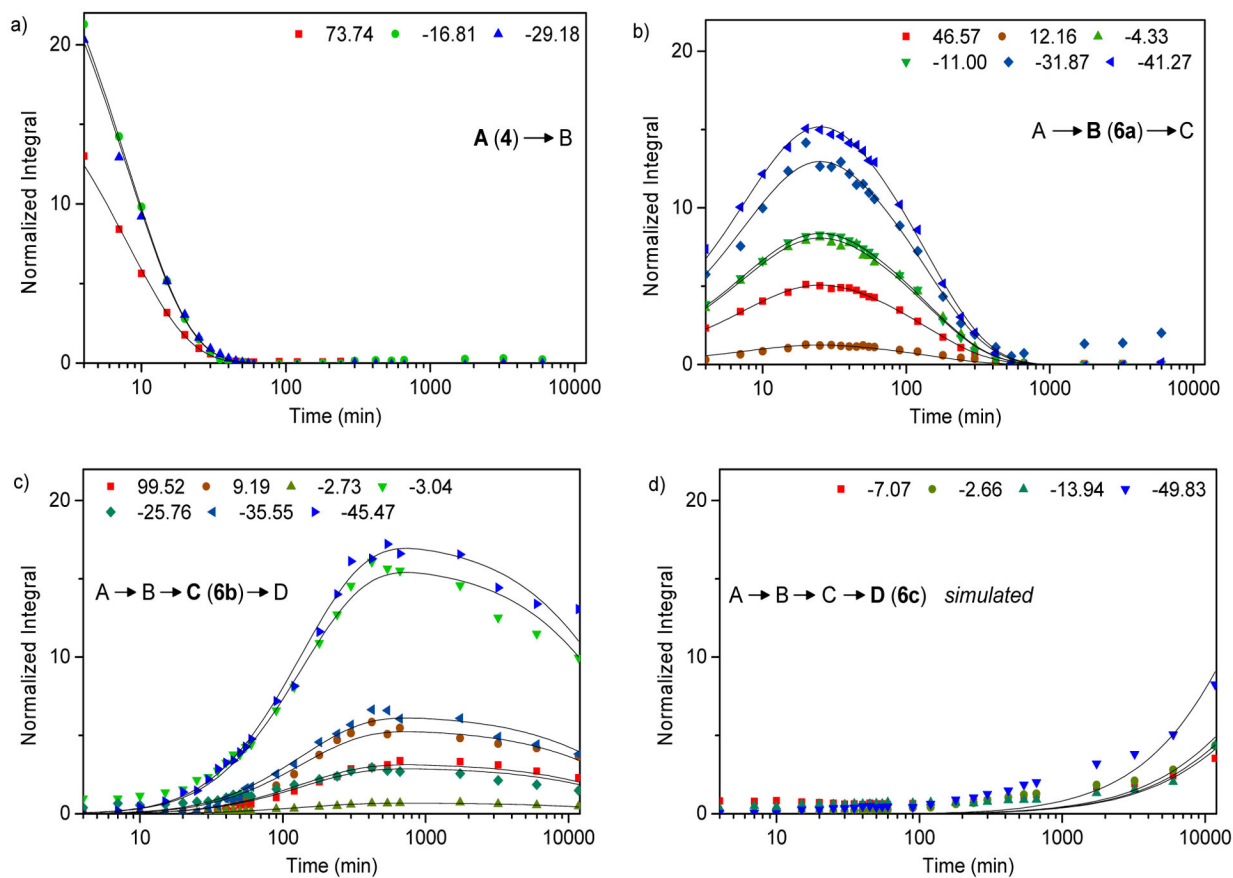 a)
73.74 -16.81 -29.18
A (4) → B
Normalized Integral
20
10
0
10 100 1000 10000
Time (min)
b)
46.57 12.16 -4.33
-11.00 -31.87 -41.27
A → B (6a) → C
Normalized Integral
20
10
0
10 100 1000 10000
Time (min)
c)
99.52 9.19 -2.73 -3.04
-25.76 -35.55 -45.47
A → B → C (6b) → D
Normalized Integral
20
10
0
10 100 1000 10000
Time (min)
d)
-7.07 -2.66 -13.94 -49.83
A → B → C → D (6c) simulated
Normalized Integral
20
10
0
10 100 1000 10000
Time (min)